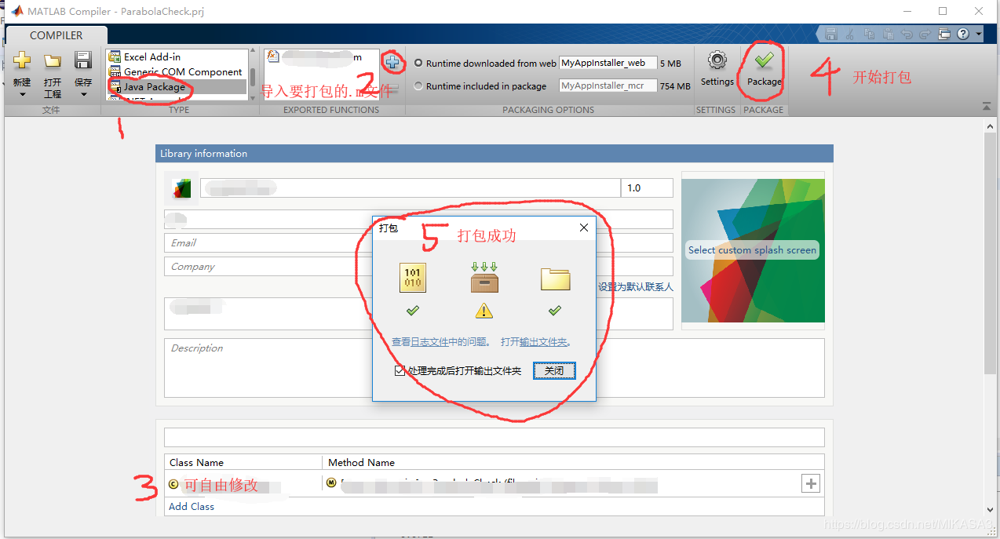 MATLAB Compiler - ParabolaCheck.prj
COMPILER
新建
打开
工程
保存
文件
Excel Add-in
Generic COM Component
Java Package
TYPE
1
m
2
导入要打包的.m文件
EXPORTED FUNCTIONS
Runtime downloaded from web
MyAppInstaller_web
5 MB
Runtime included in package
MyAppInstaller_mcr
754 MB
PACKAGING OPTIONS
Settings
SETTINGS
Package
PACKAGE
4
开始打包
Library information
1.0
Email
Company
设置为默认联系人
Description
Select custom splash screen
打包
5
打包成功
101
010
查看日志文件中的问题。
打开输出文件夹。
处理完成后打开输出文件夹
关闭
Class Name
Method Name
3
可自由修改
Add Class
https://blog.csdn.net/MIKASA3